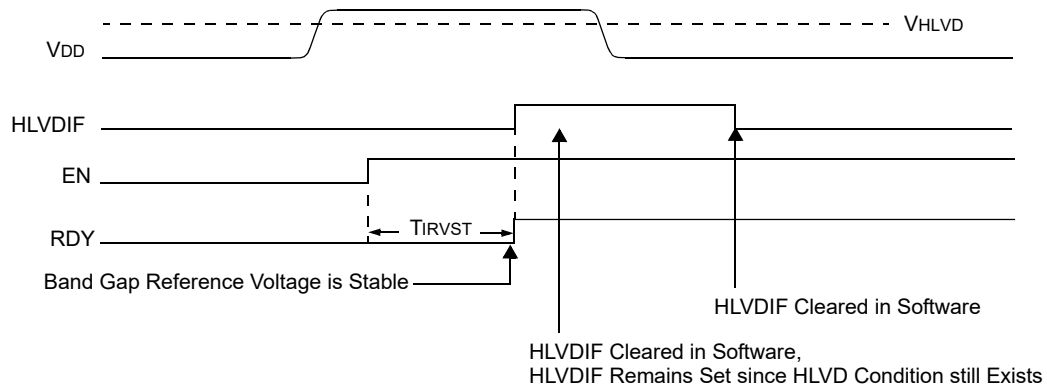 VHLVD
VDD
HLVDIF
EN
TIRVST
RDY
Band Gap Reference Voltage is Stable
HLVDIF Cleared in Software
HLVDIF Cleared in Software,
HLVDIF Remains Set since HLVD Condition still Exists